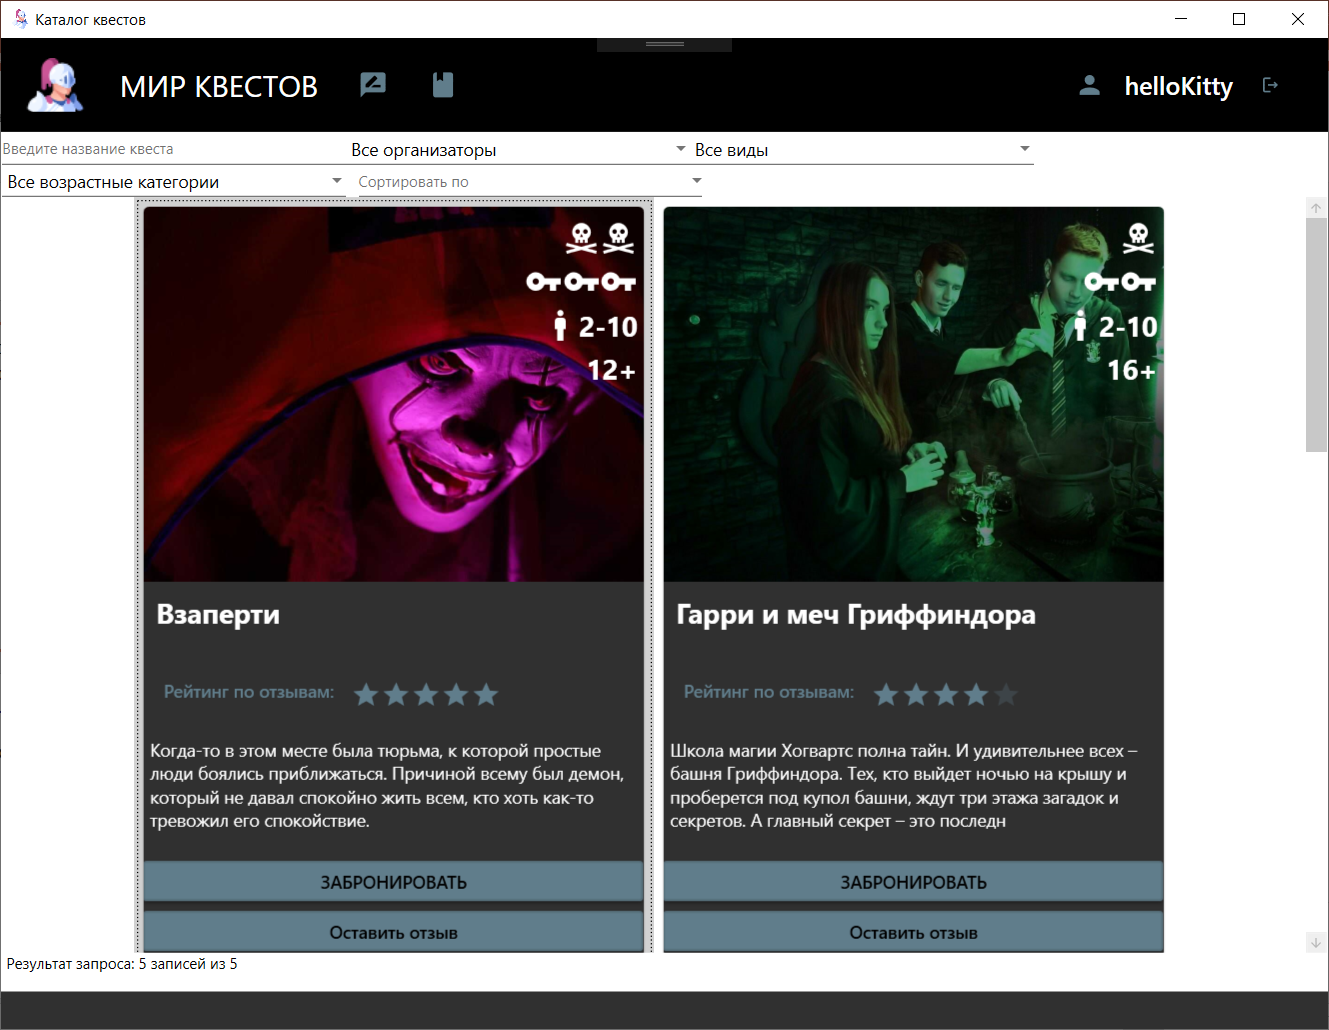 Каталог квестов
МИР КВЕСТОВ
helloKitty
Введите название квеста
Все организаторы
Все виды
Все возрастные категории
Сортировать по
2-10
12+
Взаперти
Рейтинг по отзывам:
Когда-то в этом месте была тюрьма, к которой простые
люди боялись приближаться. Причиной всему был демон,
который не давал спокойно жить всем, кто хоть как-то
тревожил его спокойствие.
ЗАБРОНИРОВАТЬ
Оставить отзыв
2-10
16+
Гарри и меч Гриффиндора
Рейтинг по отзывам:
Школа магии Хогвартс полна тайн. И удивительнее всех –
башня Гриффиндора. Тех, кто выйдет ночью на крышу и
проберется под купол башни, ждут три этажа загадок и
секретов. А главный секрет – это последн
ЗАБРОНИРОВАТЬ
Оставить отзыв
Результат запроса: 5 записей из 5